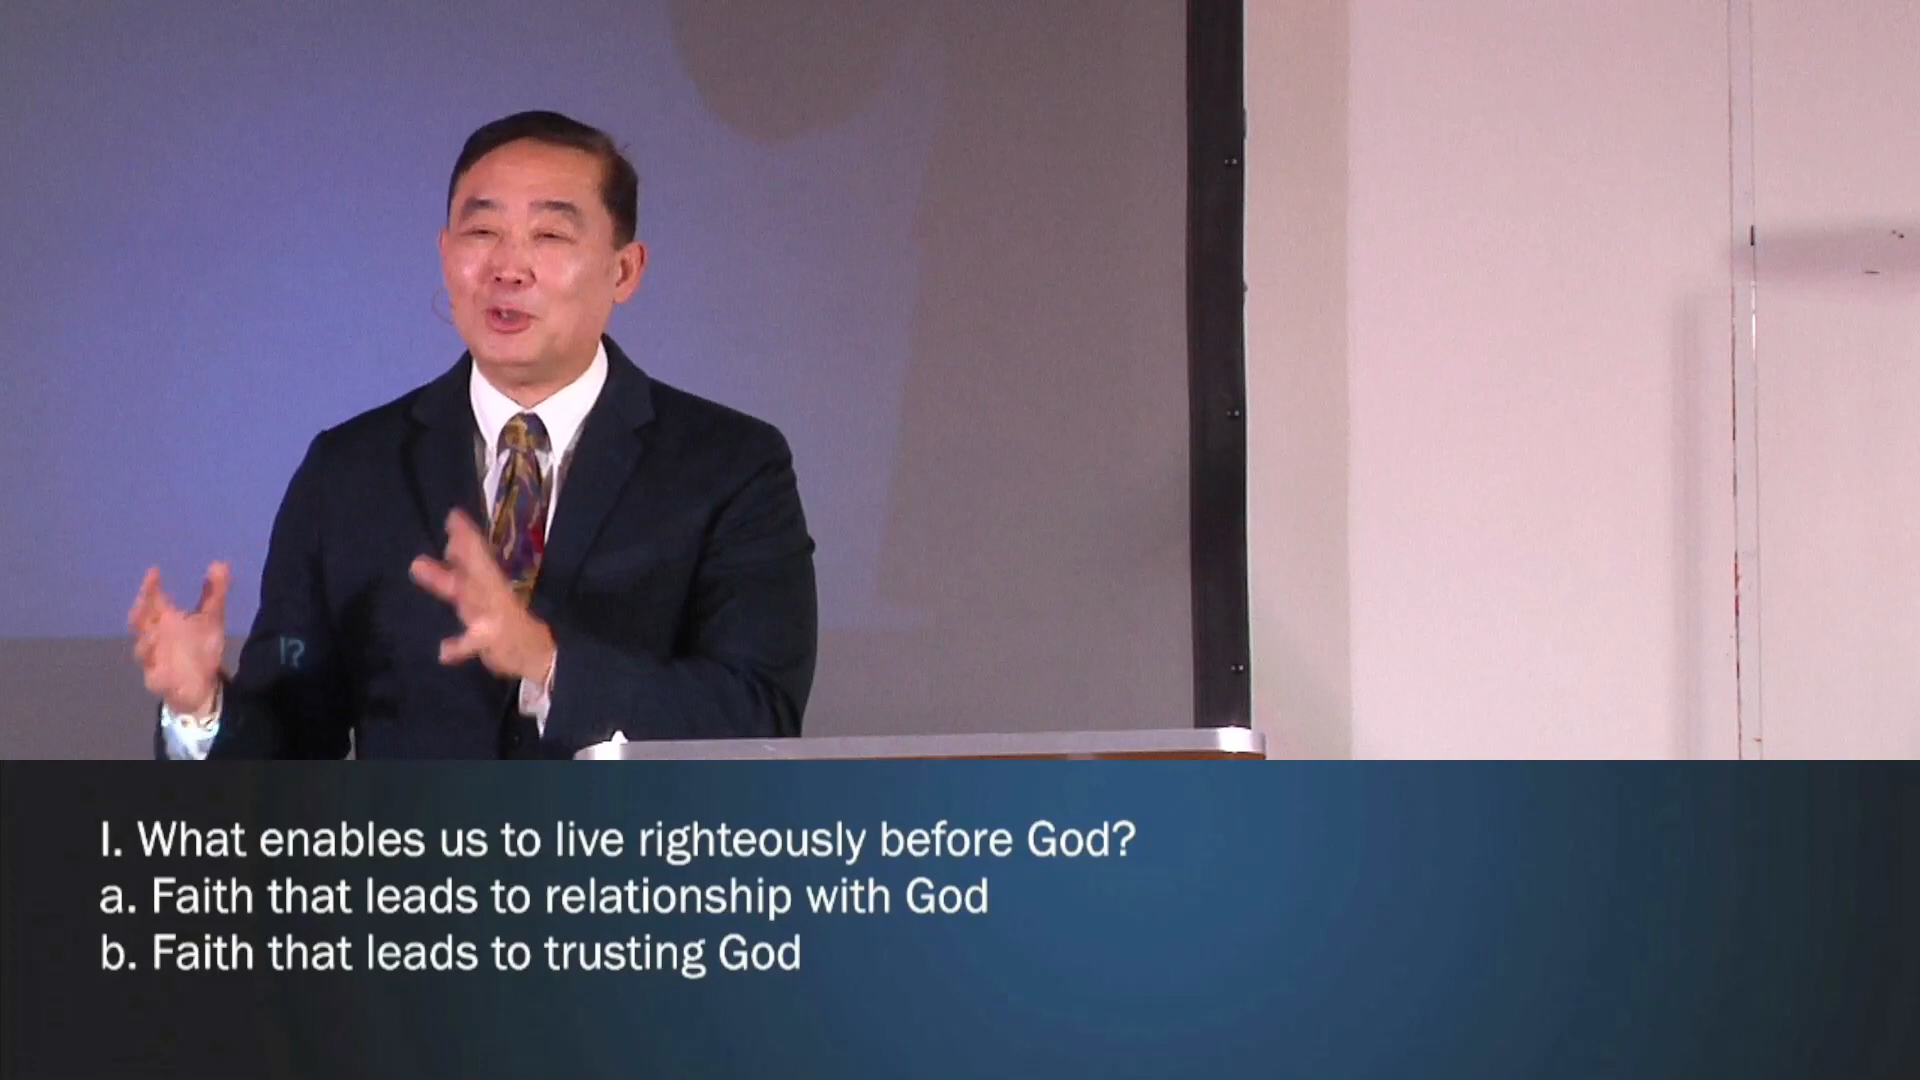 !?
I. What enables us to live righteously before God?
a. Faith that leads to relationship with God
b. Faith that leads to trusting God